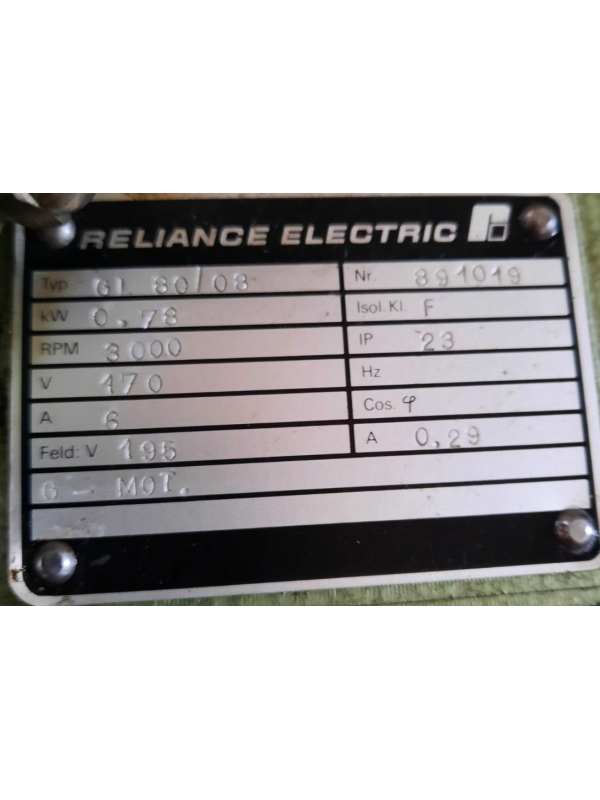 RELIANCE ELECTRIC
Typ GL 80/08 Nr. 891019
kW 0.78 Isol. Kl. F
RPM 3000 IP 23
V 170 Hz
A 6 Cos. φ
Feld: V 195 A 0,29
G - MOT.